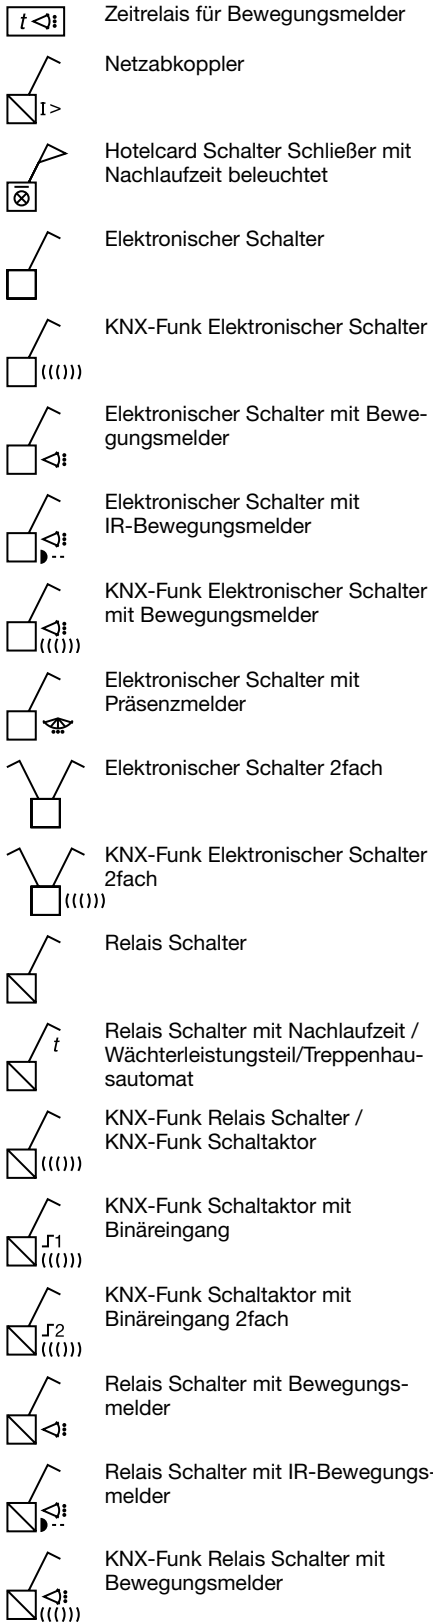 t Zeitrelais für Bewegungsmelder
Netzabkoppler
I >
Hotelcard Schalter Schließer mit
Nachlaufzeit beleuchtet
Elektronischer Schalter
KNX-Funk Elektronischer Schalter
Elektronischer Schalter mit Bewe-
gungsmelder
Elektronischer Schalter mit
IR-Bewegungsmelder
KNX-Funk Elektronischer Schalter
mit Bewegungsmelder
Elektronischer Schalter mit
Präsenzmelder
Elektronischer Schalter 2fach
KNX-Funk Elektronischer Schalter
2fach
Relais Schalter
t Relais Schalter mit Nachlaufzeit /
Wächterleistungsteil/Treppenhau-
sautomat
KNX-Funk Relais Schalter /
KNX-Funk Schaltaktor
KNX-Funk Schaltaktor mit
Binäreingang
1
KNX-Funk Schaltaktor mit
Binäreingang 2fach
2
Relais Schalter mit Bewegungs-
melder
Relais Schalter mit IR-Bewegungs-
melder
KNX-Funk Relais Schalter mit
Bewegungsmelder